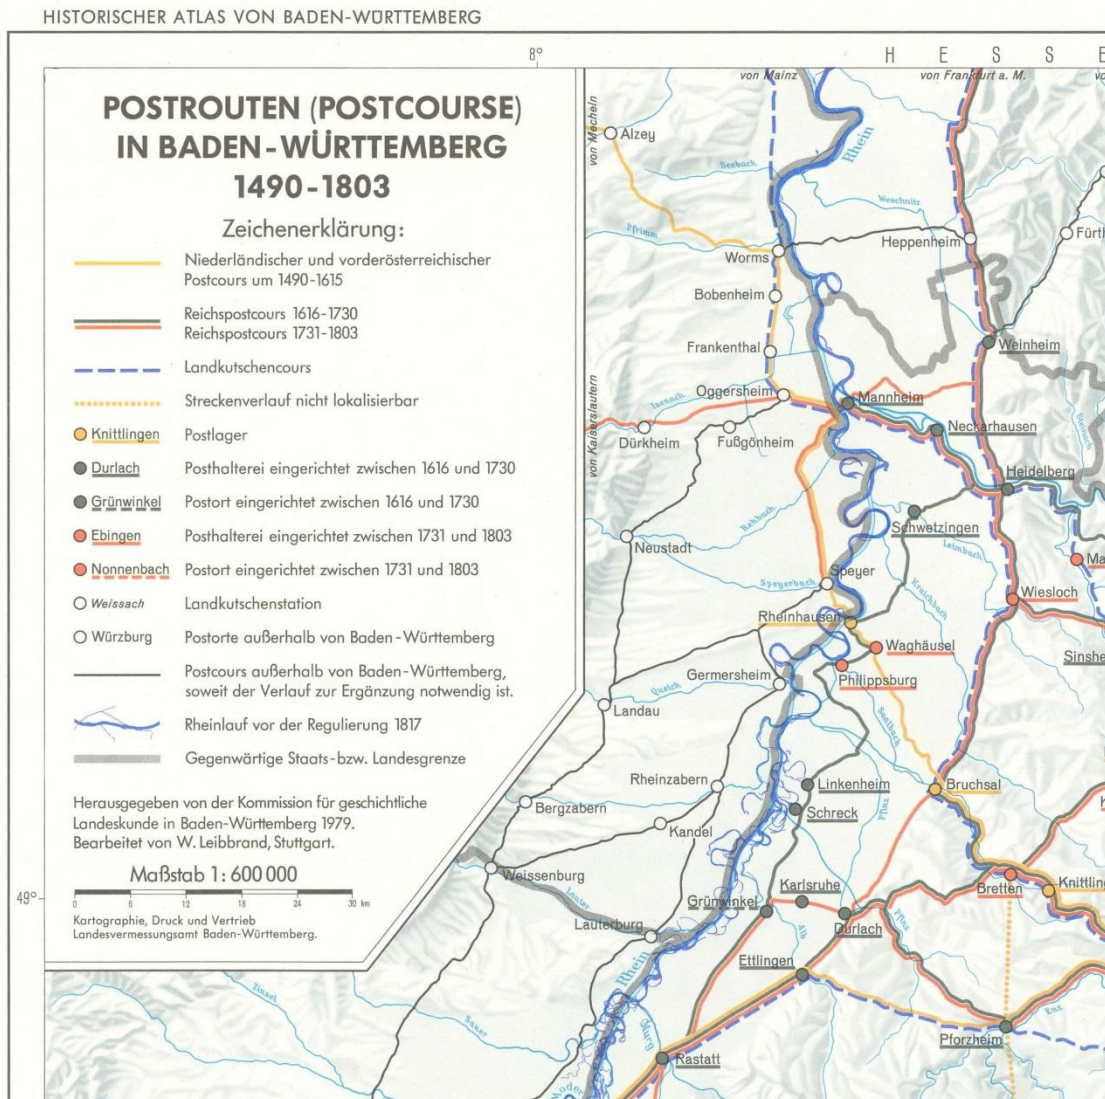 HISTORISCHER ATLAS VON BADEN-WÜRTTEMBERG
8°
H E S S E
POSTROUTEN (POSTCOURSE)
IN BADEN-WÜRTTEMBERG
1490-1803
Zeichenerklärung:
Niederländischer und vorderösterreichischer
Postcours um 1490-1615
Reichspostcours 1616-1730
Reichspostcours 1731-1803
Landkutschencours
Streckenverlauf nicht lokalisierbar
Knittlingen Postlager
Durlach Posthalterei eingerichtet zwischen 1616 und 1730
Grünwinkel Postort eingerichtet zwischen 1616 und 1730
Ebingen Posthalterei eingerichtet zwischen 1731 und 1803
Nonnenbach Postort eingerichtet zwischen 1731 und 1803
Weissach Landkutschenstation
Würzburg Postorte außerhalb von Baden-Württemberg
Postcours außerhalb von Baden-Württemberg,
soweit der Verlauf zur Ergänzung notwendig ist.
Rheinlauf vor der Regulierung 1817
Gegenwärtige Staats-bzw. Landesgrenze
Herausgegeben von der Kommission für geschichtliche
Landeskunde in Baden-Württemberg 1979.
Bearbeitet von W. Leibbrand, Stuttgart.
Maßstab 1:600 000
0 6 12 18 24 30 km
Kartographie, Druck und Vertrieb
Landesvermessungsamt Baden-Württemberg.
49°
von Mainz
von Frankfurt a. M.
von Mecheln
Alzey
Rhein
Seebach
Weschnitz
Pfrimm
Fürth
Heppenheim
Worms
Bobenheim
Weinheim
Frankenthal
Oggersheim
Mannheim
Isenach
von Kaiserslautern
Dürkheim
Fußgönheim
Neckarhausen
Steinach
Heidelberg
Rehbach
Schwetzingen
Neustadt
Leimbach
Ma
Speyer
Speyerbach
Kraichbach
Wiesloch
Rheinhausen
Waghäusel
Sinshe
Philippsburg
Germersheim
Queich
Landau
Saalbach
Rheinzabern
Linkenheim
Bruchsal
Bergzabern
Schreck
Pfinz
Kandel
K
Weissenburg
Karlsruhe
Bretten
Knittling
Lauter
Grünwinkel
Durlach
Pfinz
Lauterburg
Alb
Ettlingen
Rhein
Zinsel
Sauer
Murg
Enz
Pforzheim
Rastatt
Moder